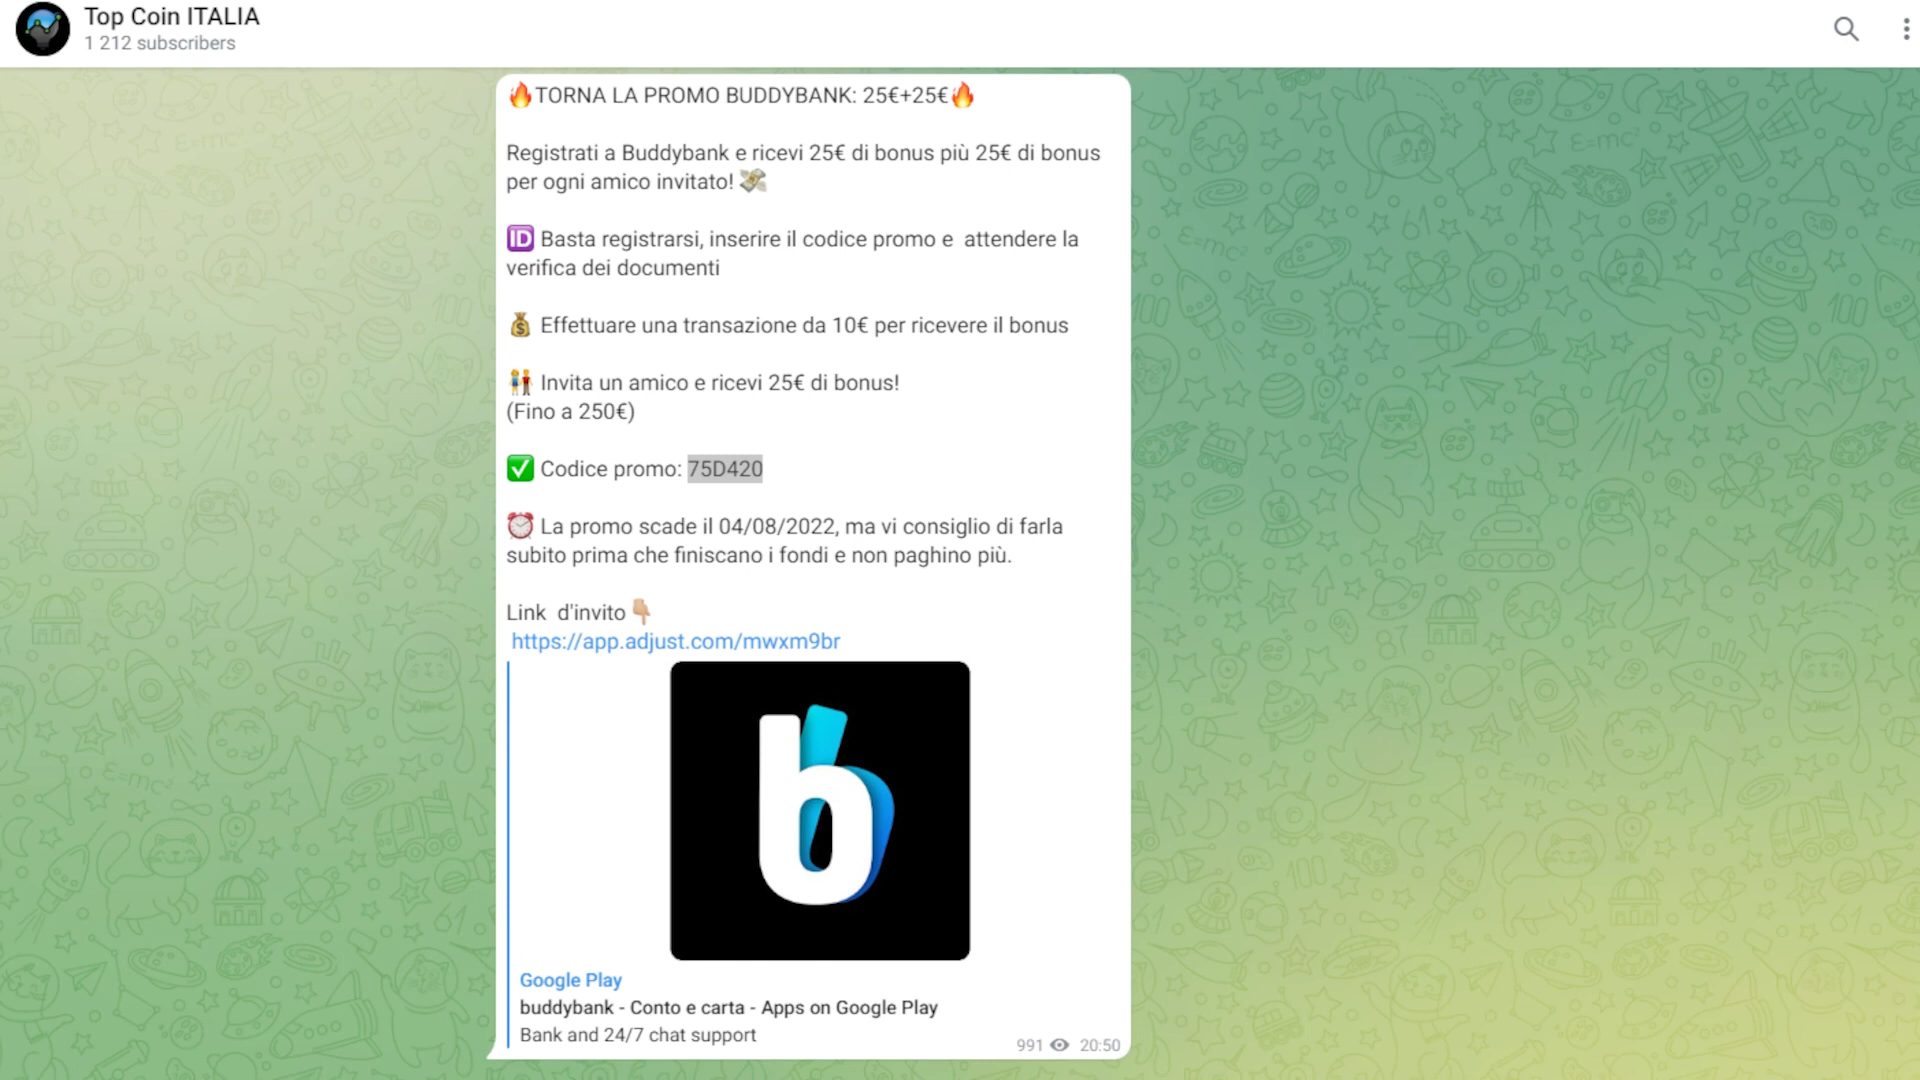 Top Coin ITALIA
1 212 subscribers
🔥TORNA LA PROMO BUDDYBANK: 25€+25€🔥
Registrati a Buddybank e ricevi 25€ di bonus più 25€ di bonus
per ogni amico invitato! 💸
🆔 Basta registrarsi, inserire il codice promo e  attendere la
verifica dei documenti
💰 Effettuare una transazione da 10€ per ricevere il bonus
👫 Invita un amico e ricevi 25€ di bonus!
(Fino a 250€)
✅ Codice promo: 75D420
⏰ La promo scade il 04/08/2022, ma vi consiglio di farla
subito prima che finiscano i fondi e non paghino più.
Link  d'invito👇🏼
https://app.adjust.com/mwxm9br
b
Google Play
buddybank - Conto e carta - Apps on Google Play
Bank and 24/7 chat support
991 20:50